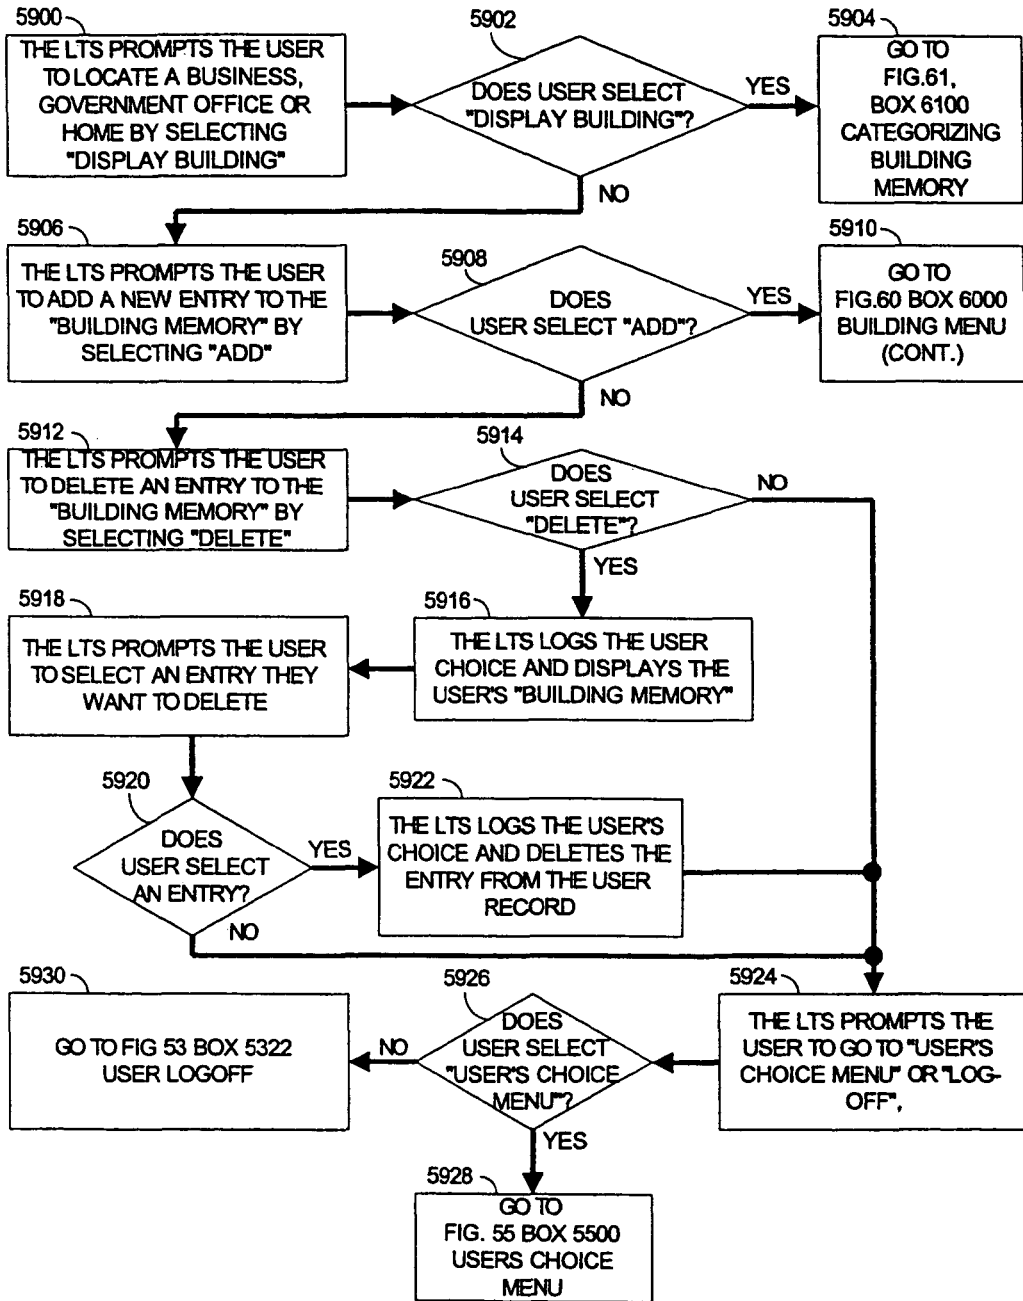 5900
THE LTS PROMPTS THE USER
TO LOCATE A BUSINESS,
GOVERNMENT OFFICE OR
HOME BY SELECTING
"DISPLAY BUILDING"
5902
DOES USER SELECT
"DISPLAY BUILDING"?
YES
NO
5904
GO TO
FIG.61,
BOX 6100
CATEGORIZING
BUILDING
MEMORY
5906
THE LTS PROMPTS THE USER
TO ADD A NEW ENTRY TO THE
"BUILDING MEMORY" BY
SELECTING "ADD"
5908
DOES
USER SELECT "ADD"?
YES
NO
5910
GO TO
FIG.60 BOX 6000
BUILDING MENU
(CONT.)
5912
THE LTS PROMPTS THE USER
TO DELETE AN ENTRY TO THE
"BUILDING MEMORY" BY
SELECTING "DELETE"
5914
DOES
USER SELECT
"DELETE"?
NO
YES
5916
THE LTS LOGS THE USER
CHOICE AND DISPLAYS THE
USER'S "BUILDING MEMORY"
5918
THE LTS PROMPTS THE USER
TO SELECT AN ENTRY THEY
WANT TO DELETE
5920
DOES
USER SELECT
AN ENTRY?
YES
NO
5922
THE LTS LOGS THE USER'S
CHOICE AND DELETES THE
ENTRY FROM THE USER
RECORD
5924
THE LTS PROMPTS THE
USER TO GO TO "USER'S
CHOICE MENU" OR "LOG-
OFF",
5926
DOES
USER SELECT
"USER'S CHOICE
MENU"?
NO
YES
5930
GO TO FIG 53 BOX 5322
USER LOGOFF
5928
GO TO
FIG. 55 BOX 5500
USERS CHOICE
MENU